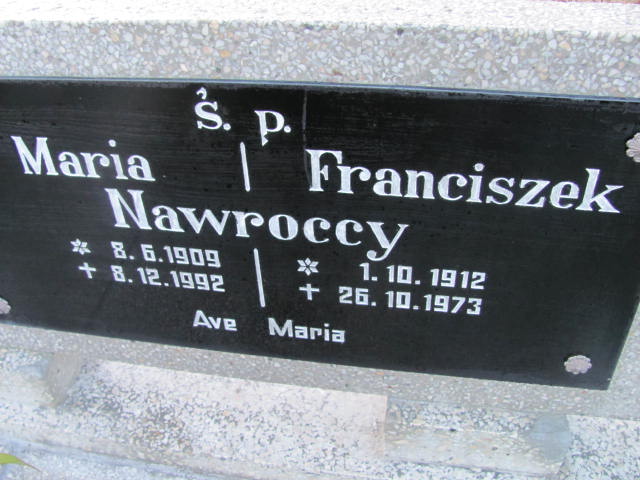 Ś. p.
Maria | Franciszek
Nawroccy
* 8.6.1909 | * 1.10.1912
+ 8.12.1992 | + 26.10.1973
Ave Maria